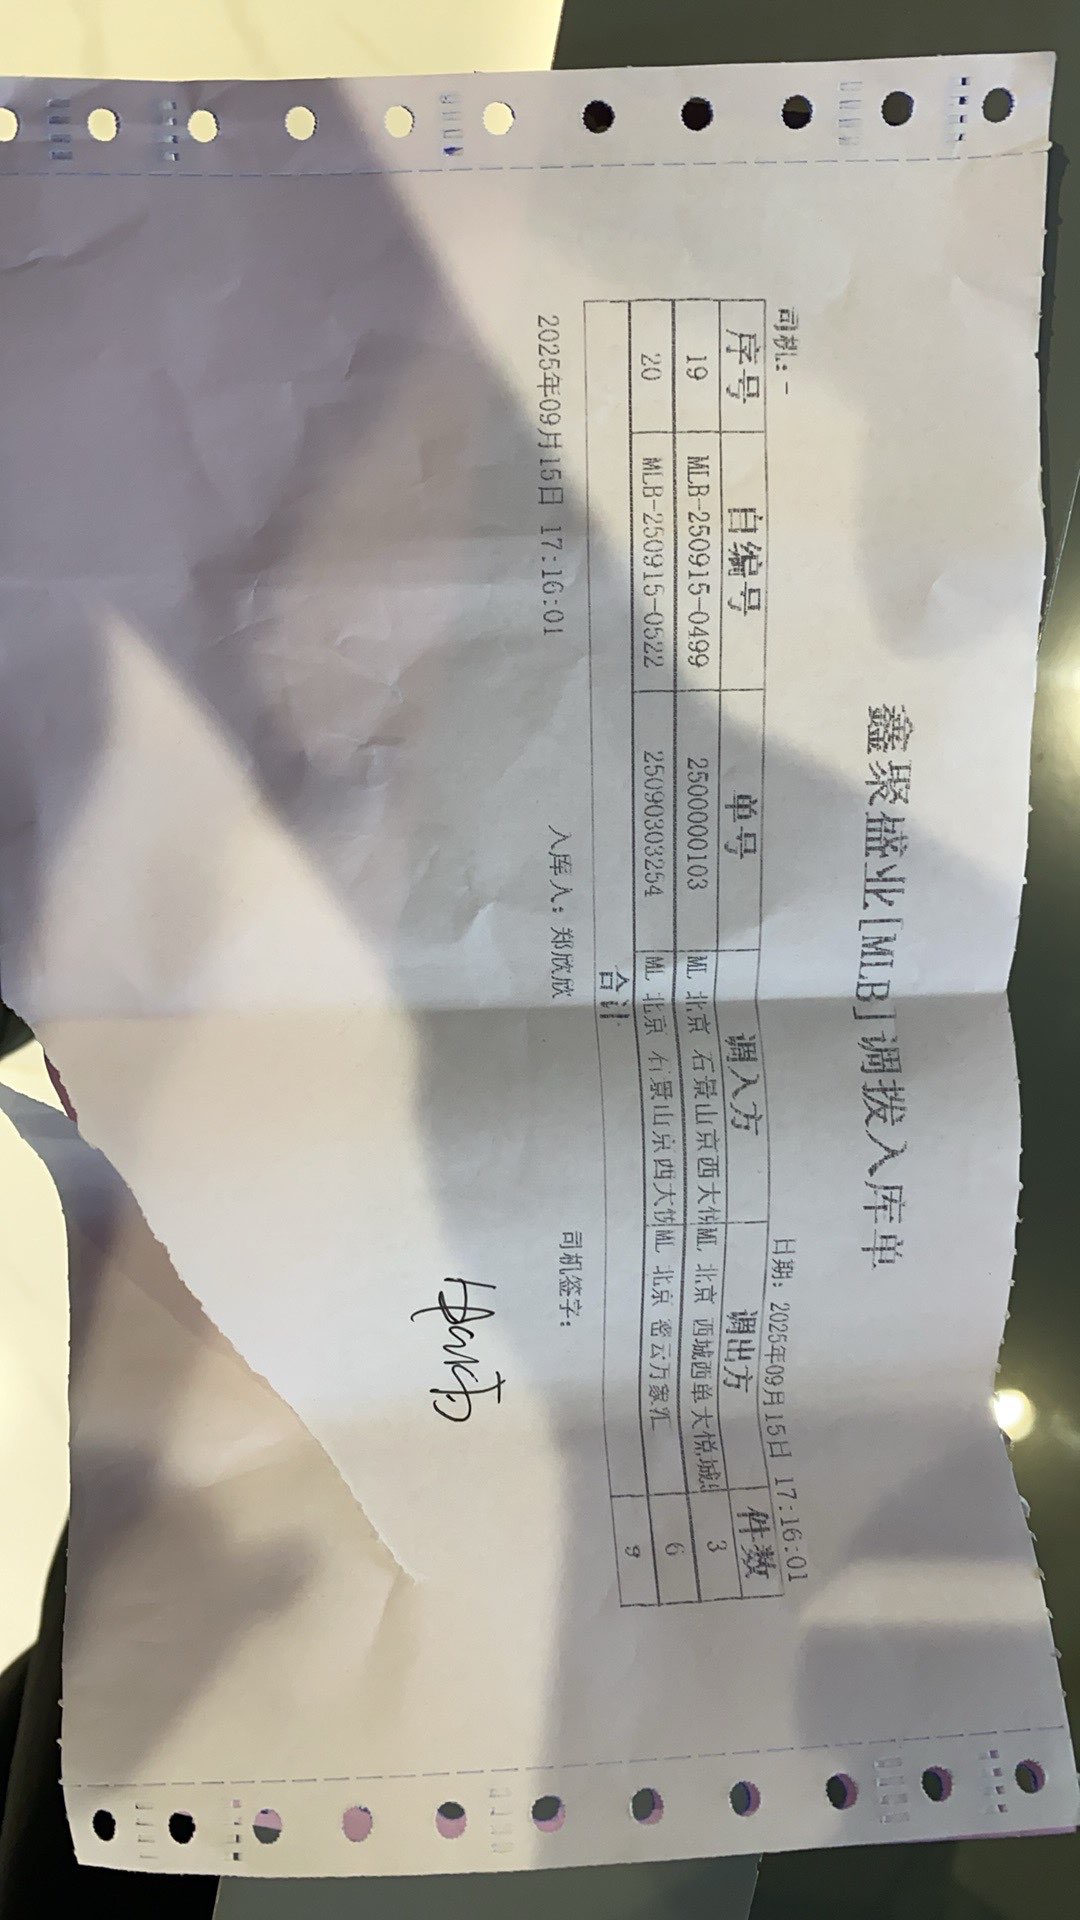 鑫聚盛业[MLB]调拨入库单
司机：- 日期：2025年09月15日 17:16:01
序号 自编号 单号 调入方 调出方 件数
19 MLB-250915-0499 2500000103 ML 北京 石景山京西大悦 ML 北京 西城西单大悦城 3
20 MLB-250915-0522 25090303254 ML 北京 石景山京西大悦 ML 北京 密云万象汇 6
合计 9
2025年09月15日 17:16:01 入库人：郑欣欣 司机签字：